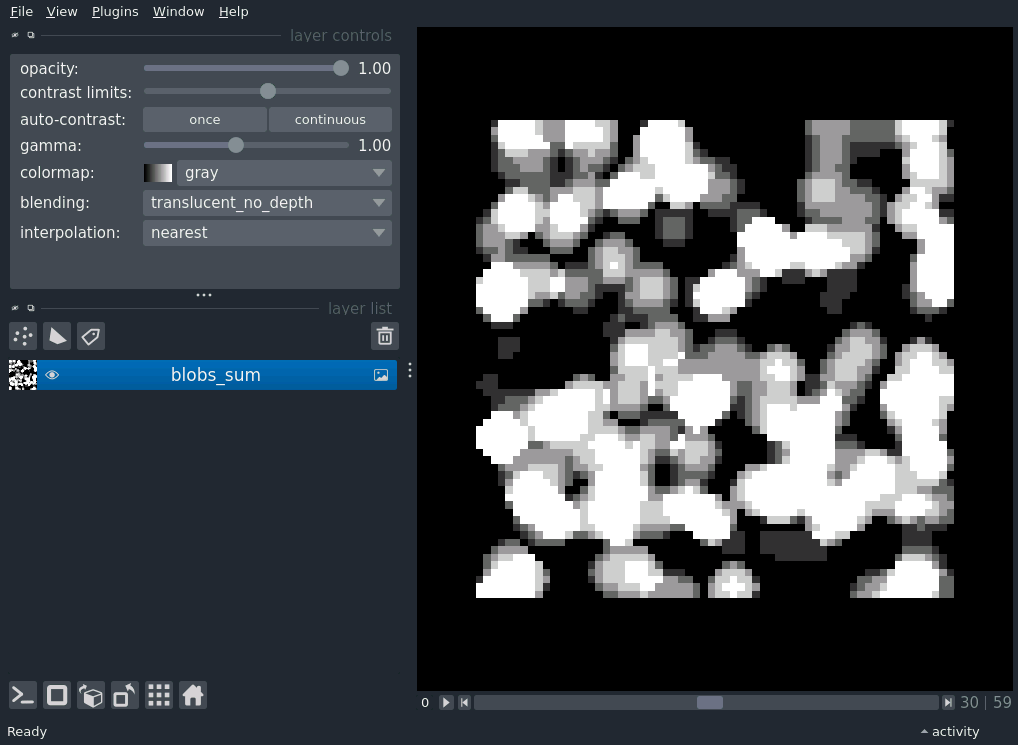 File View Plugins Window Help
layer controls
opacity: 1.00
contrast limits:
auto-contrast: once continuous
gamma: 1.00
colormap: gray
blending: translucent_no_depth
interpolation: nearest
layer list
blobs_sum
0 30 | 59
Ready activity